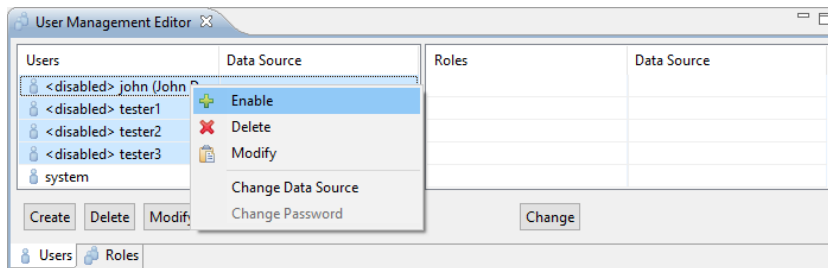 User Management Editor
Users Data Source Roles Data Source
<disabled> john (John
<disabled> tester1
<disabled> tester2
<disabled> tester3
system
Enable
Delete
Modify
Change Data Source
Change Password
Create Delete Modify Change
Users Roles